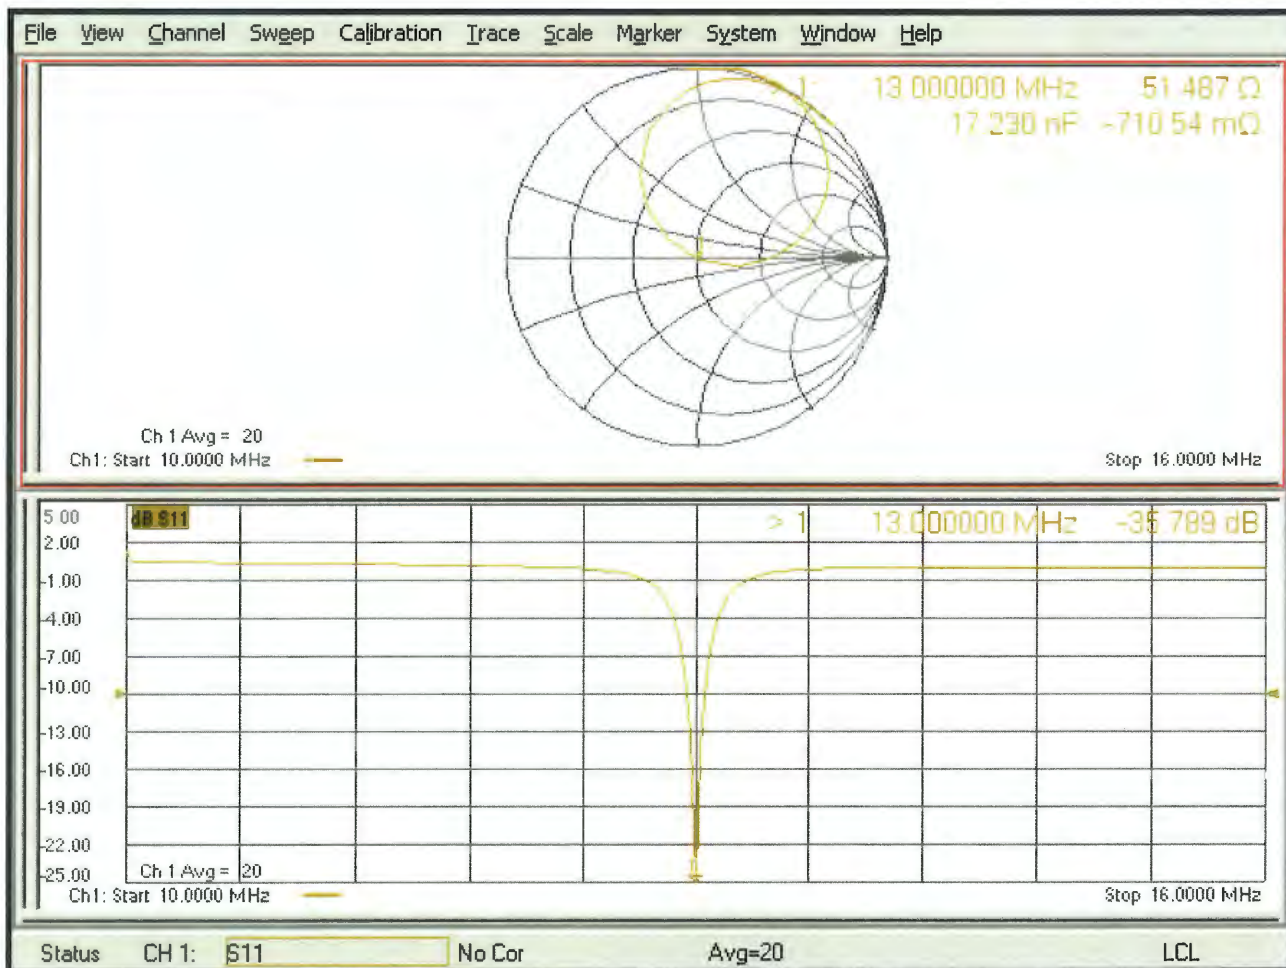 File View Channel Sweep Calibration Trace Scale Marker System Window Help
> 1: 13.000000 MHz 51.487 Ω
17.230 nF -710.54 mΩ
Ch 1 Avg = 20
Ch1: Start 10.0000 MHz Stop 16.0000 MHz
5.00 dB S11 > 1: 13.000000 MHz -35.789 dB
2.00
-1.00
-4.00
-7.00
-10.00
-13.00
-16.00
-19.00
-22.00
-25.00
Ch 1 Avg = 20
Ch1: Start 10.0000 MHz Stop 16.0000 MHz
Status CH 1: S11 No Cor Avg=20 LCL